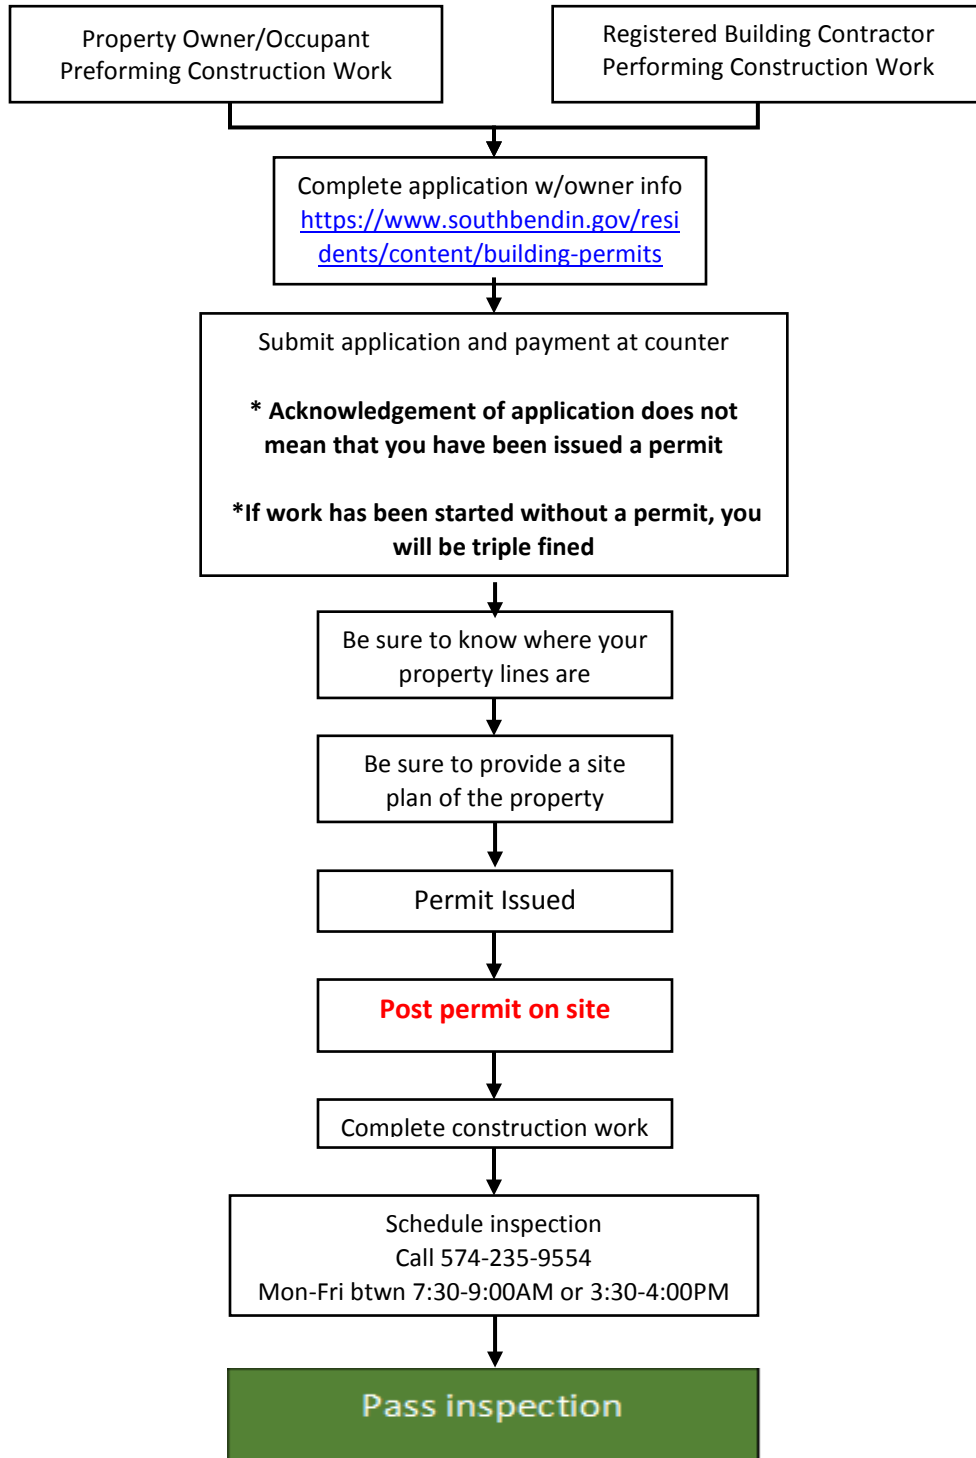 Property Owner/Occupant
Preforming Construction Work
Registered Building Contractor
Performing Construction Work
Complete application w/owner info
https://www.southbendin.gov/resi
dents/content/building-permits
Submit application and payment at counter
* Acknowledgement of application does not
mean that you have been issued a permit
*If work has been started without a permit, you
will be triple fined
Be sure to know where your
property lines are
Be sure to provide a site
plan of the property
Permit Issued
Post permit on site
Complete construction work
Schedule inspection
Call 574-235-9554
Mon-Fri btwn 7:30-9:00AM or 3:30-4:00PM
Pass inspection